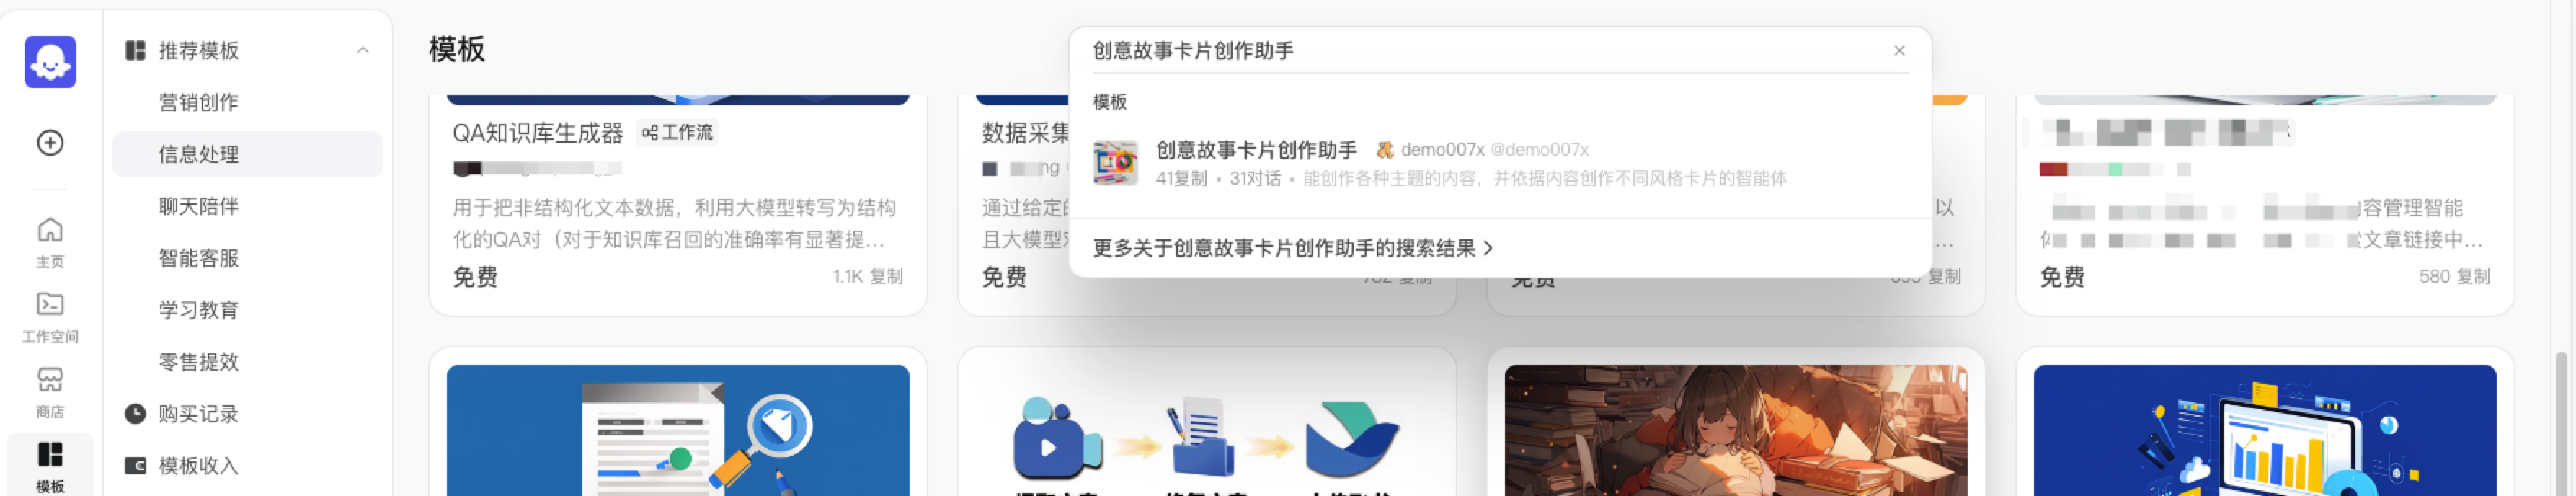 主页
工作空间
商店
模板
推荐模板
营销创作
信息处理
聊天陪伴
智能客服
学习教育
零售提效
购买记录
模板收入
模板
创意故事卡片创作助手
模板
创意故事卡片创作助手 demo007x @demo007x
41复制 • 31对话 • 能创作各种主题的内容，并依据内容创作不同风格卡片的智能体
更多关于创意故事卡片创作助手的搜索结果
QA知识库生成器 工作流
用于把非结构化文本数据，利用大模型转写为结构
化的QA对（对于知识库召回的准确率有显著提...
免费 1.1K 复制
数据采集
ng
通过给定
且大模型
免费 复制
以
...
免费 复制
容管理智能
文章链接中...
免费 580 复制